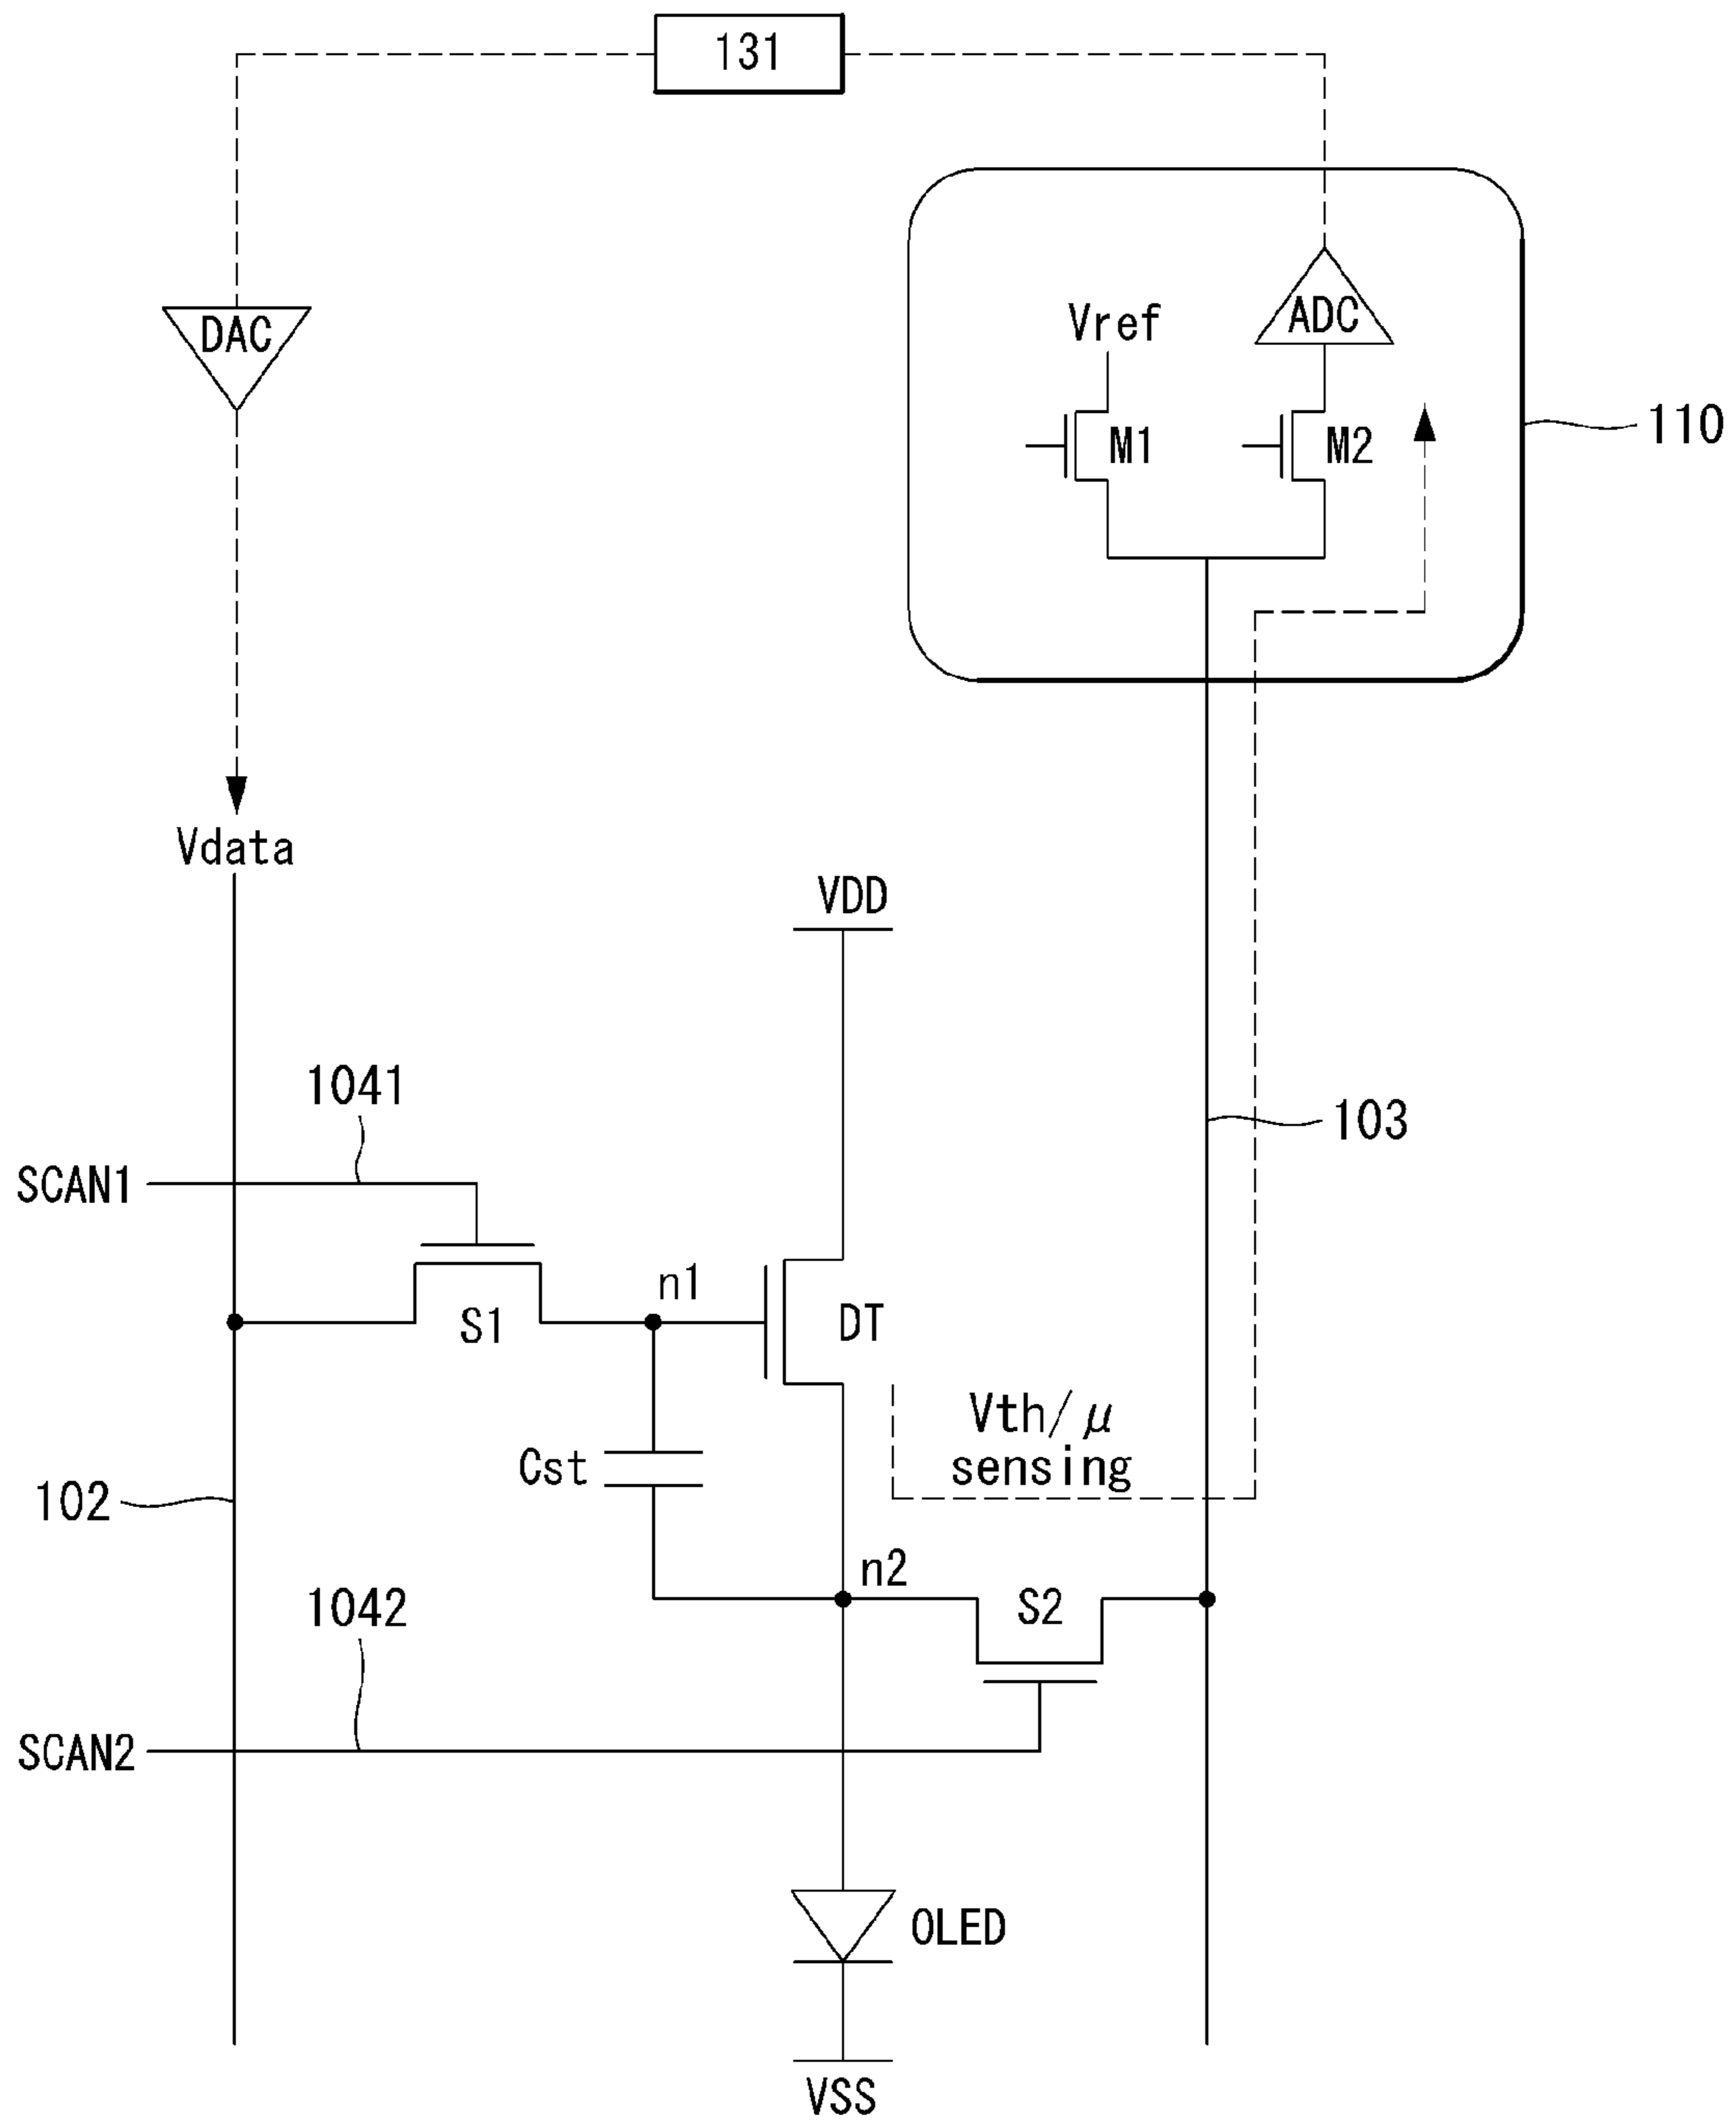 131
DAC
Vref
ADC
M1
M2
110
Vdata
VDD
1041
103
SCAN1
n1
S1
DT
Vth/μ
sensing
Cst
102
n2
S2
1042
SCAN2
OLED
VSS